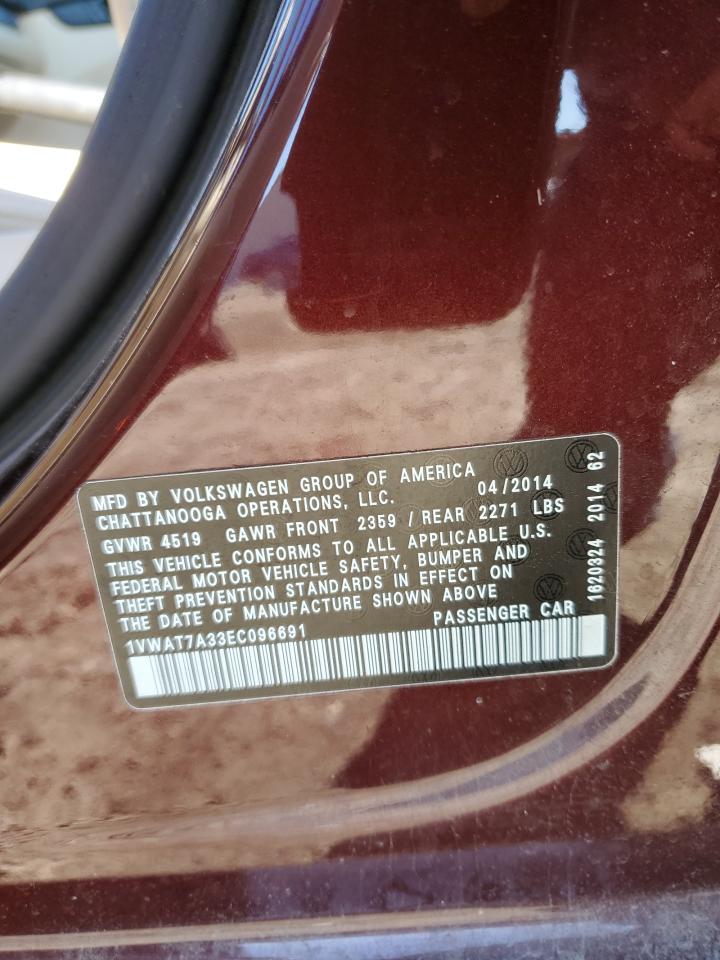 MFD BY VOLKSWAGEN GROUP OF AMERICA
CHATTANOOGA OPERATIONS, LLC. 04/2014
GVWR 4519 GAWR FRONT 2359 / REAR 2271 LBS
THIS VEHICLE CONFORMS TO ALL APPLICABLE U.S.
FEDERAL MOTOR VEHICLE SAFETY, BUMPER AND
THEFT PREVENTION STANDARDS IN EFFECT ON
THE DATE OF MANUFACTURE SHOWN ABOVE
1VWAT7A33EC096691 PASSENGER CAR
1620324 2014 62